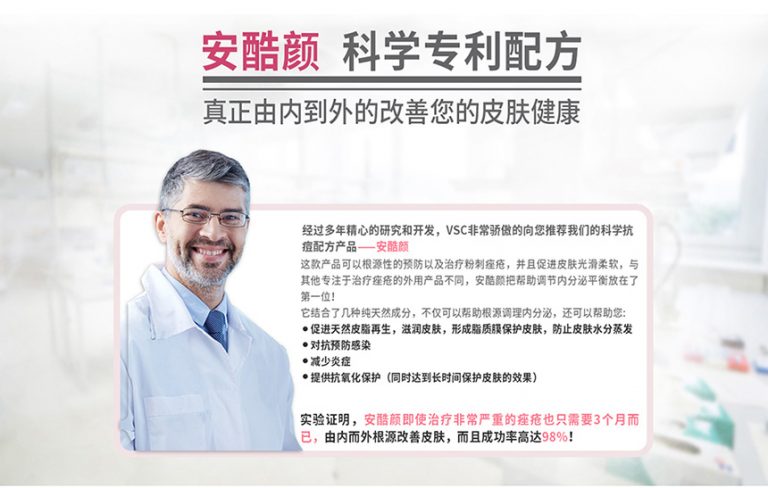 安酷颜 科学专利配方
真正由内到外的改善您的皮肤健康
经过多年精心的研究和开发，VSC非常骄傲的向您推荐我们的科学抗
痘配方产品——安酷颜
这款产品可以根源性的预防以及治疗粉刺痤疮，并且促进皮肤光滑柔软，与
其他专注于治疗痤疮的外用产品不同，安酷颜把帮助调节内分泌平衡放在了
第一位！
它结合了几种纯天然成分，不仅可以帮助根源调理内分泌，还可以帮助您:
●促进天然皮脂再生，滋润皮肤，形成脂质膜保护皮肤，防止皮肤水分蒸发
●对抗预防感染
●减少炎症
●提供抗氧化保护（同时达到长时间保护皮肤的效果）
实验证明，安酷颜即使治疗非常严重的痤疮也只需要3个月而
已，由内而外根源改善皮肤，而且成功率高达98%！